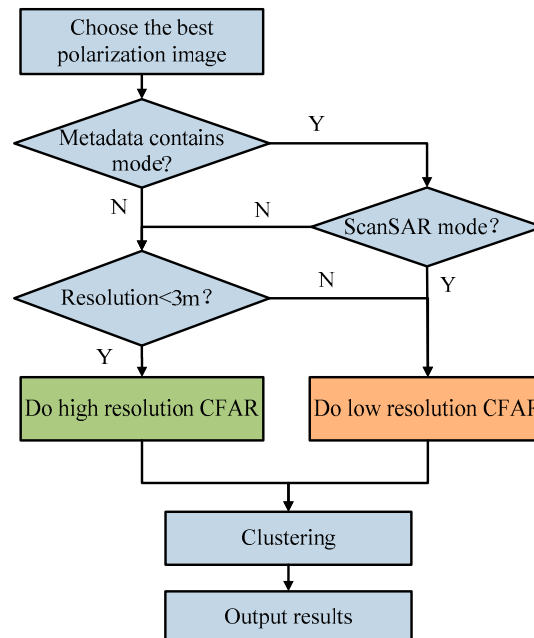 Choose the best
polarization image
Metadata contains
mode?
Y
N
N
ScanSAR mode?
Resolution<3m?
N
Y
Y
Do high resolution CFAR
Do low resolution CFAR
Clustering
Output results